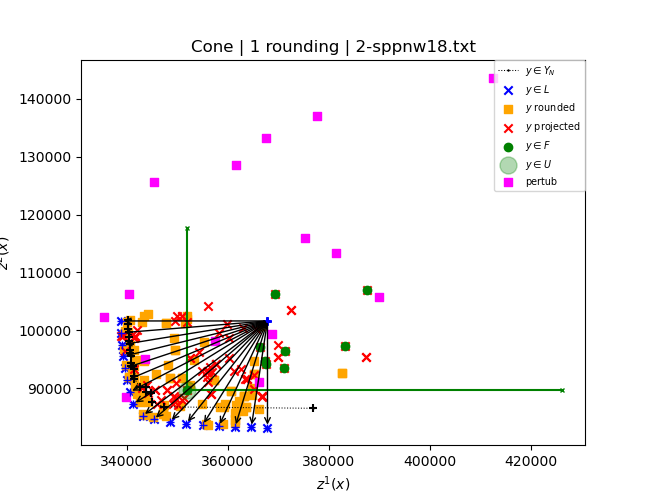 Cone | 1 rounding | 2-sppnw18.txt
y ∈ Y_N
y ∈ L
y rounded
y projected
y ∈ F
y ∈ U
pertub
z²(x)
140000
130000
120000
110000
100000
90000
340000 360000 380000 400000 420000
z¹(x)